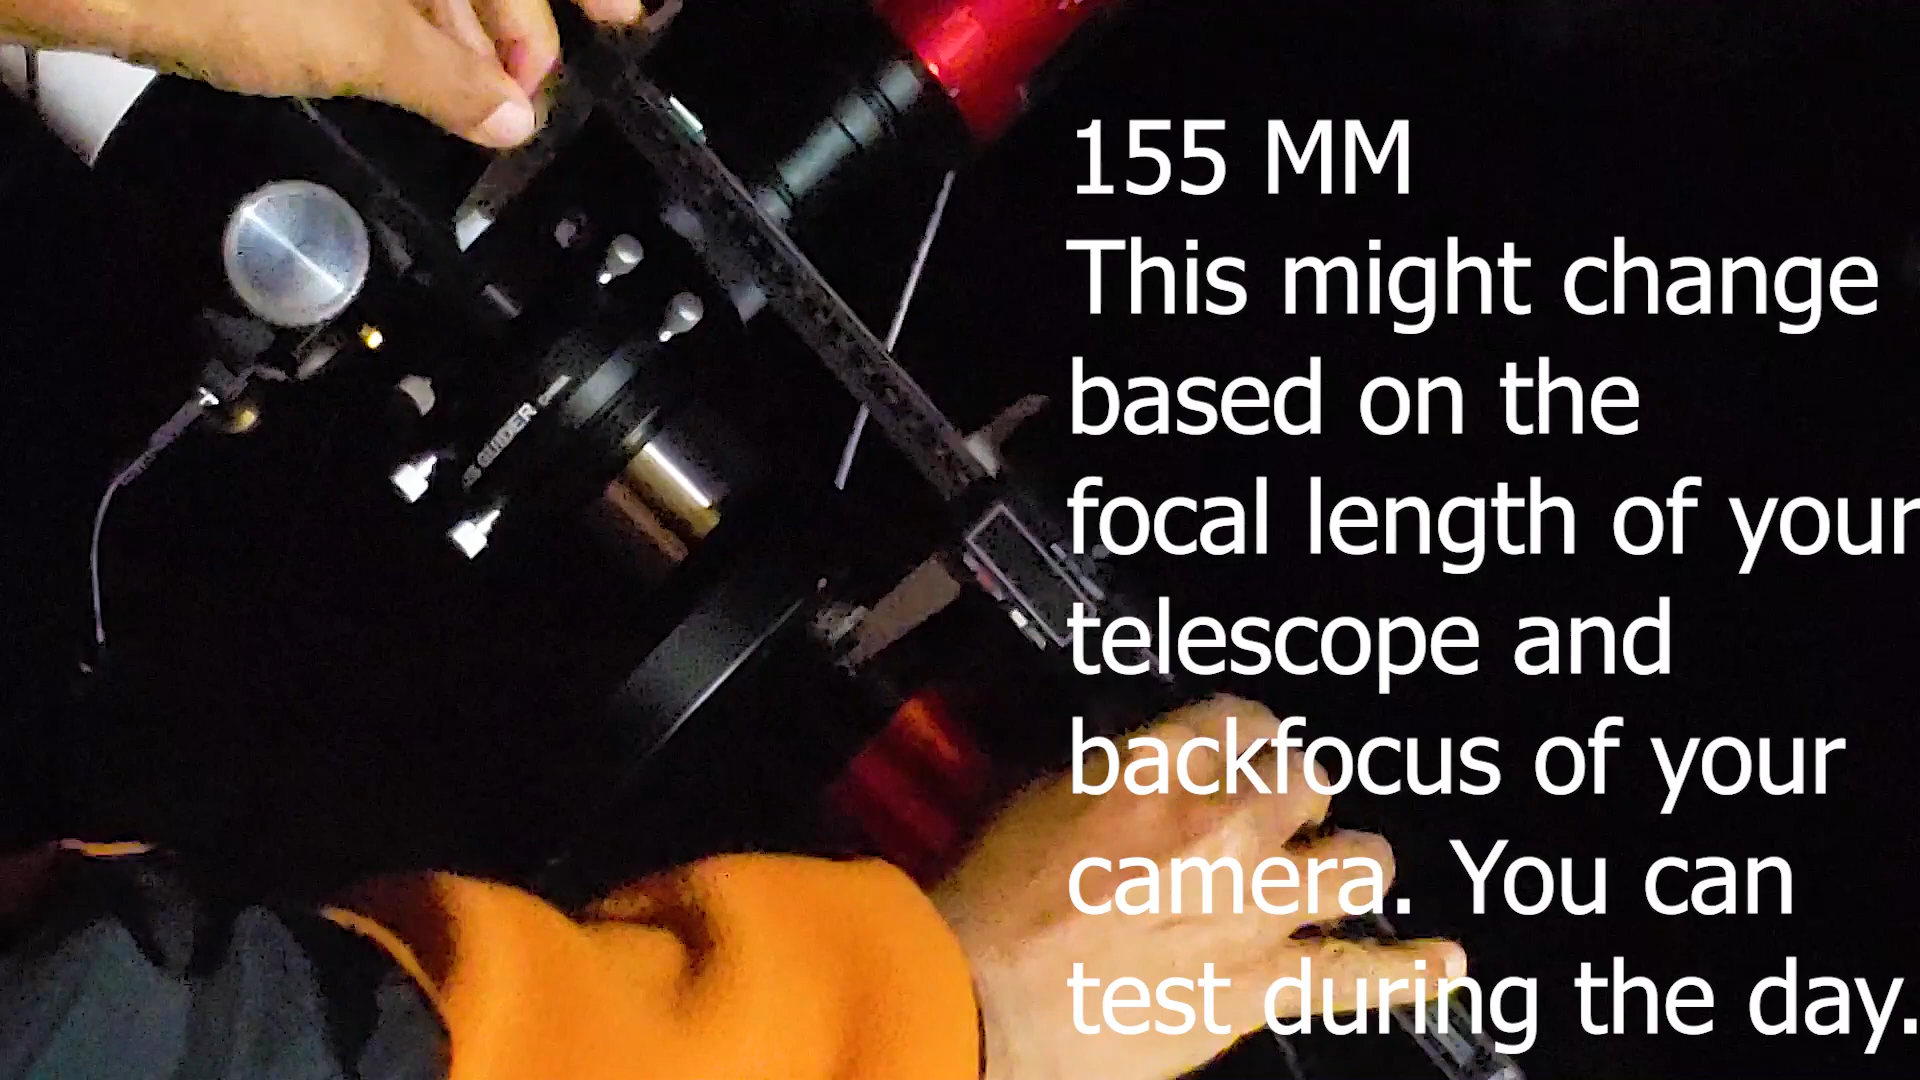 155 MM
This might change
based on the
focal length of your
telescope and
backfocus of your
camera. You can
test during the day.
GUIDER